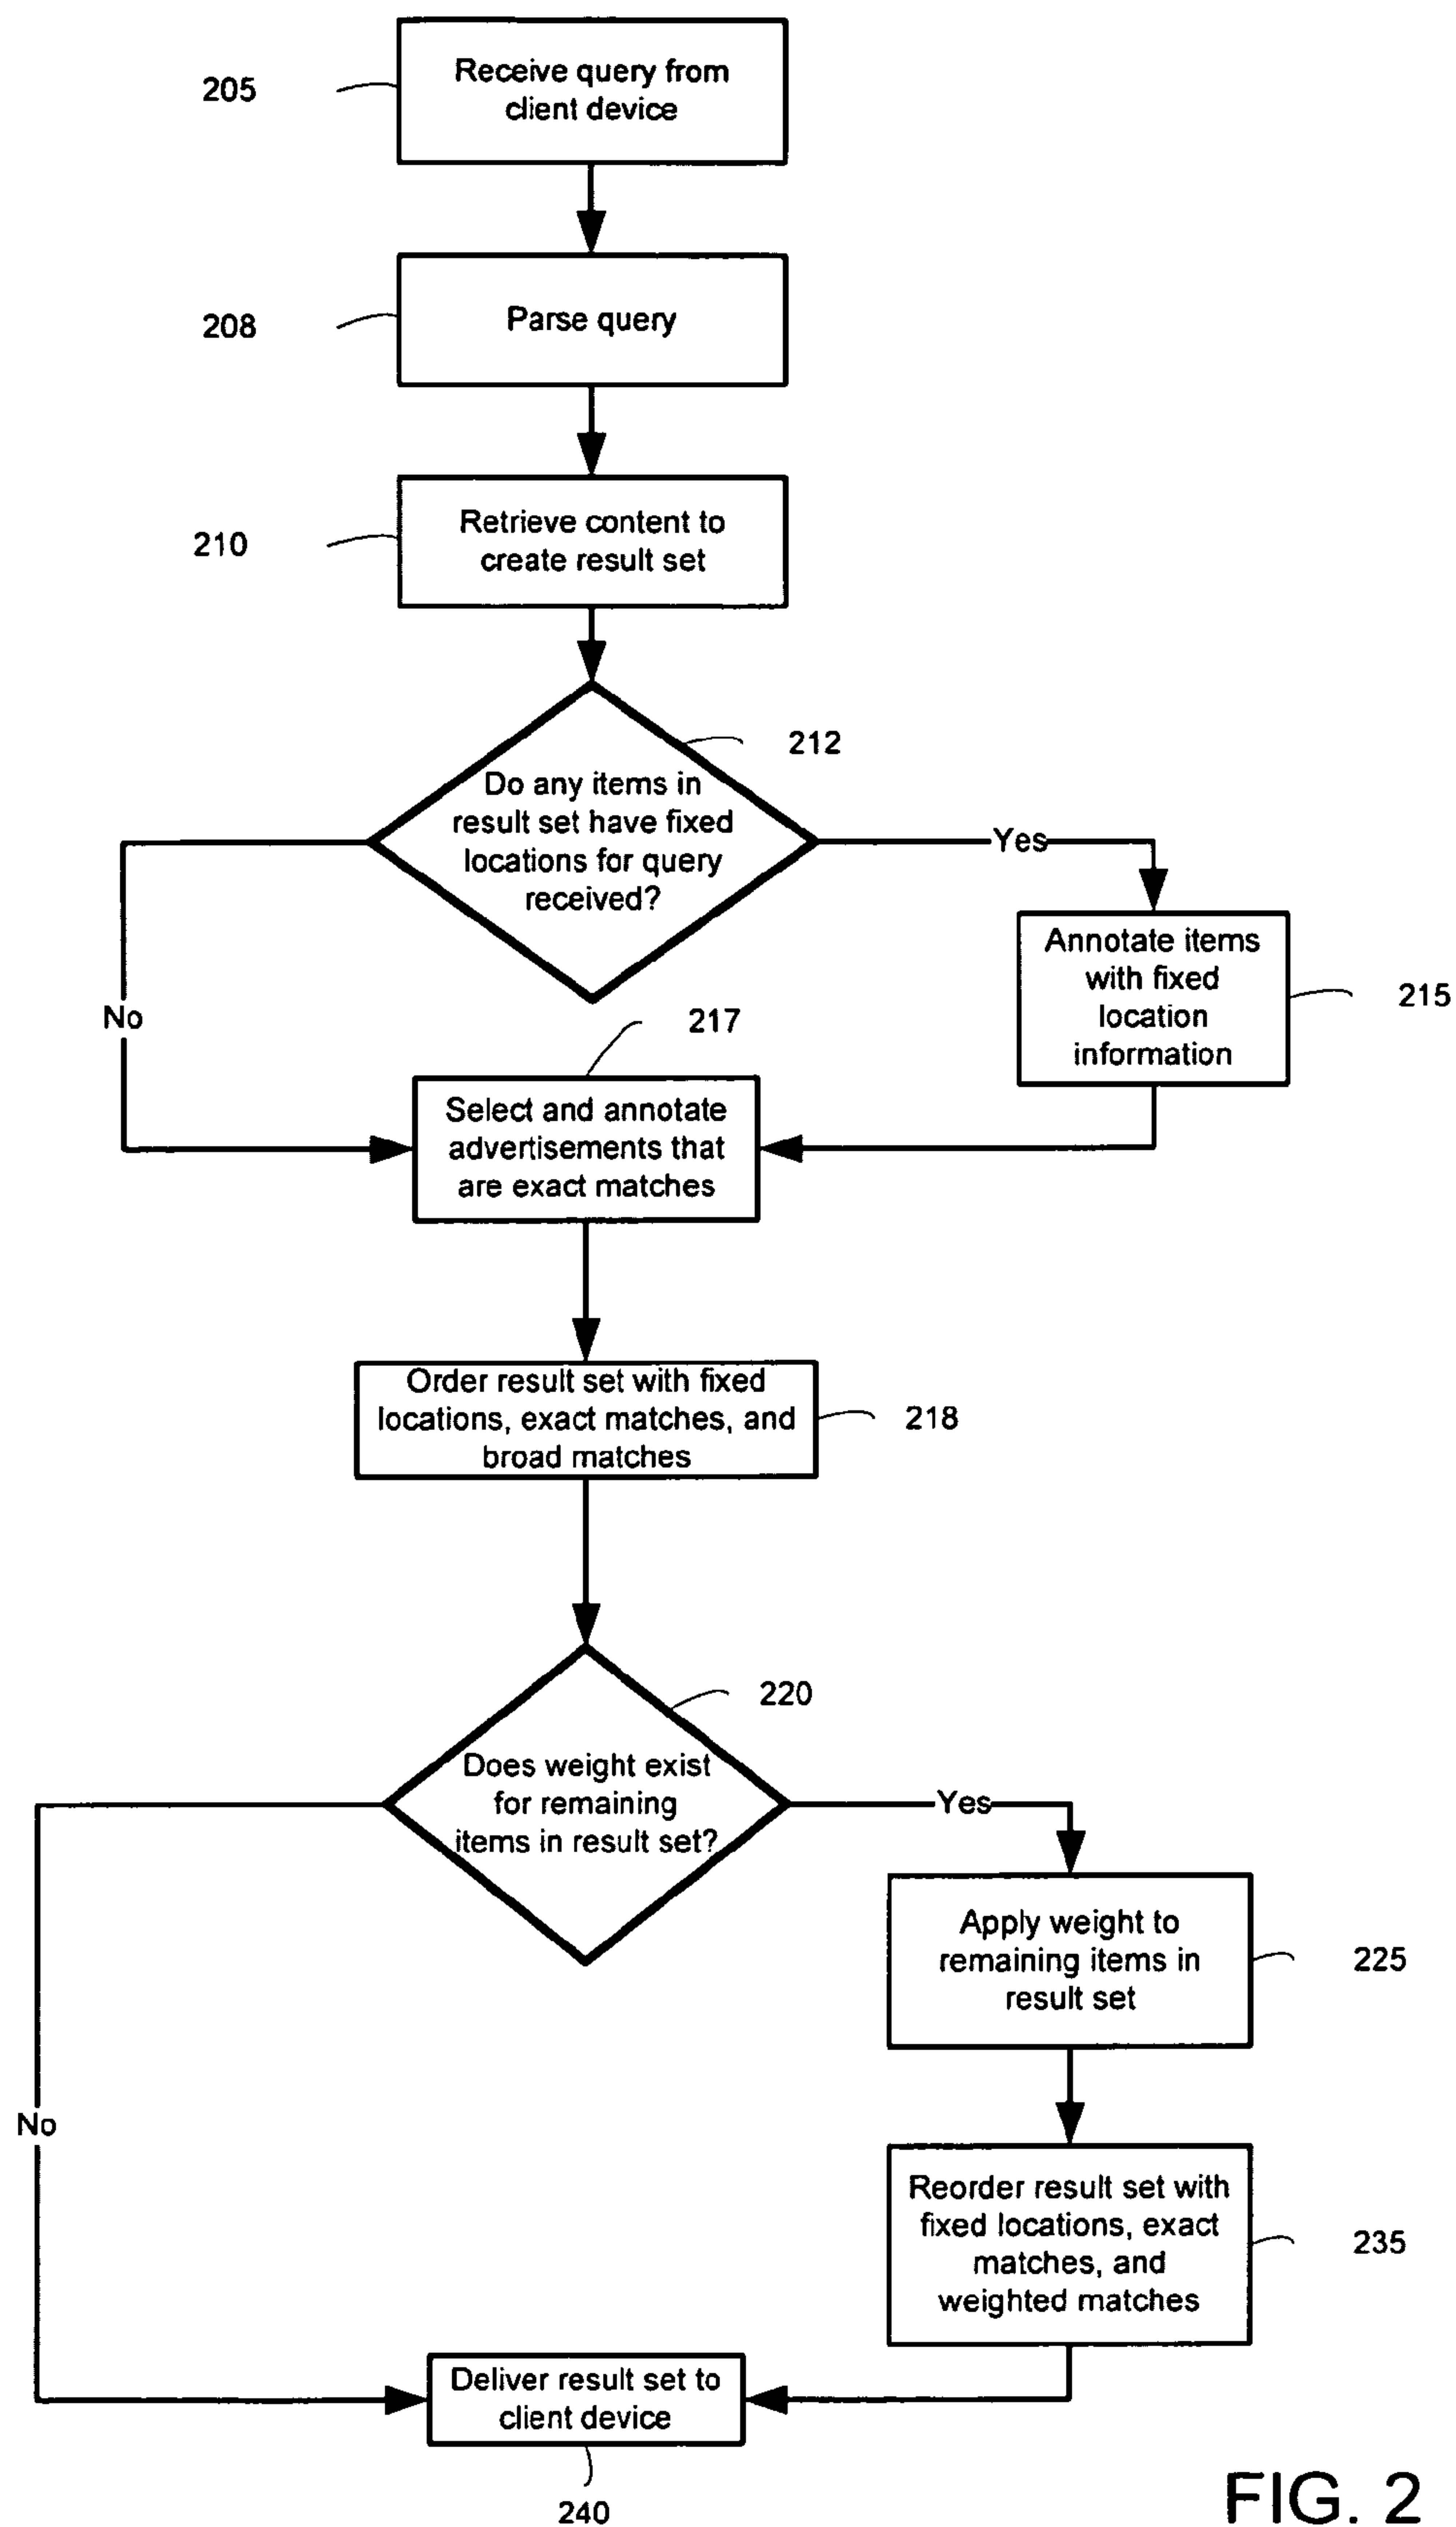 205
Receive query from
client device
208
Parse query
210
Retrieve content to
create result set
212
Do any items in
result set have fixed
locations for query
received?
Yes
No
Annotate items
with fixed
location
information
215
217
Select and annotate
advertisements that
are exact matches
Order result set with fixed
locations, exact matches, and
broad matches
218
220
Does weight exist
for remaining
items in result set?
Yes
No
Apply weight to
remaining items in
result set
225
Reorder result set with
fixed locations, exact
matches, and
weighted matches
235
Deliver result set to
client device
240
FIG. 2